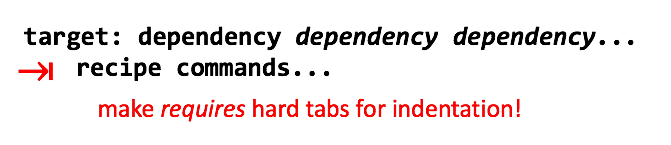 target: dependency dependency dependency...
recipe commands...
make requires hard tabs for indentation!